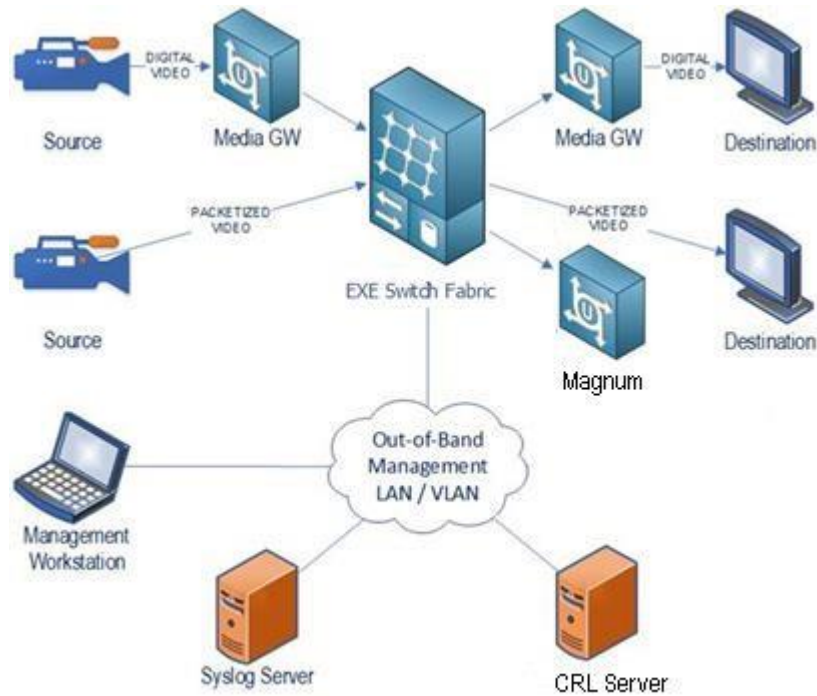 DIGITAL
VIDEO
Source
Media GW
Media GW
DIGITAL
VIDEO
Destination
PACKETIZED
VIDEO
Source
EXE Switch Fabric
PACKETIZED
VIDEO
Destination
Magnum
Out-of-Band
Management
LAN / VLAN
Management
Workstation
Syslog Server
CRL Server
U
U
U